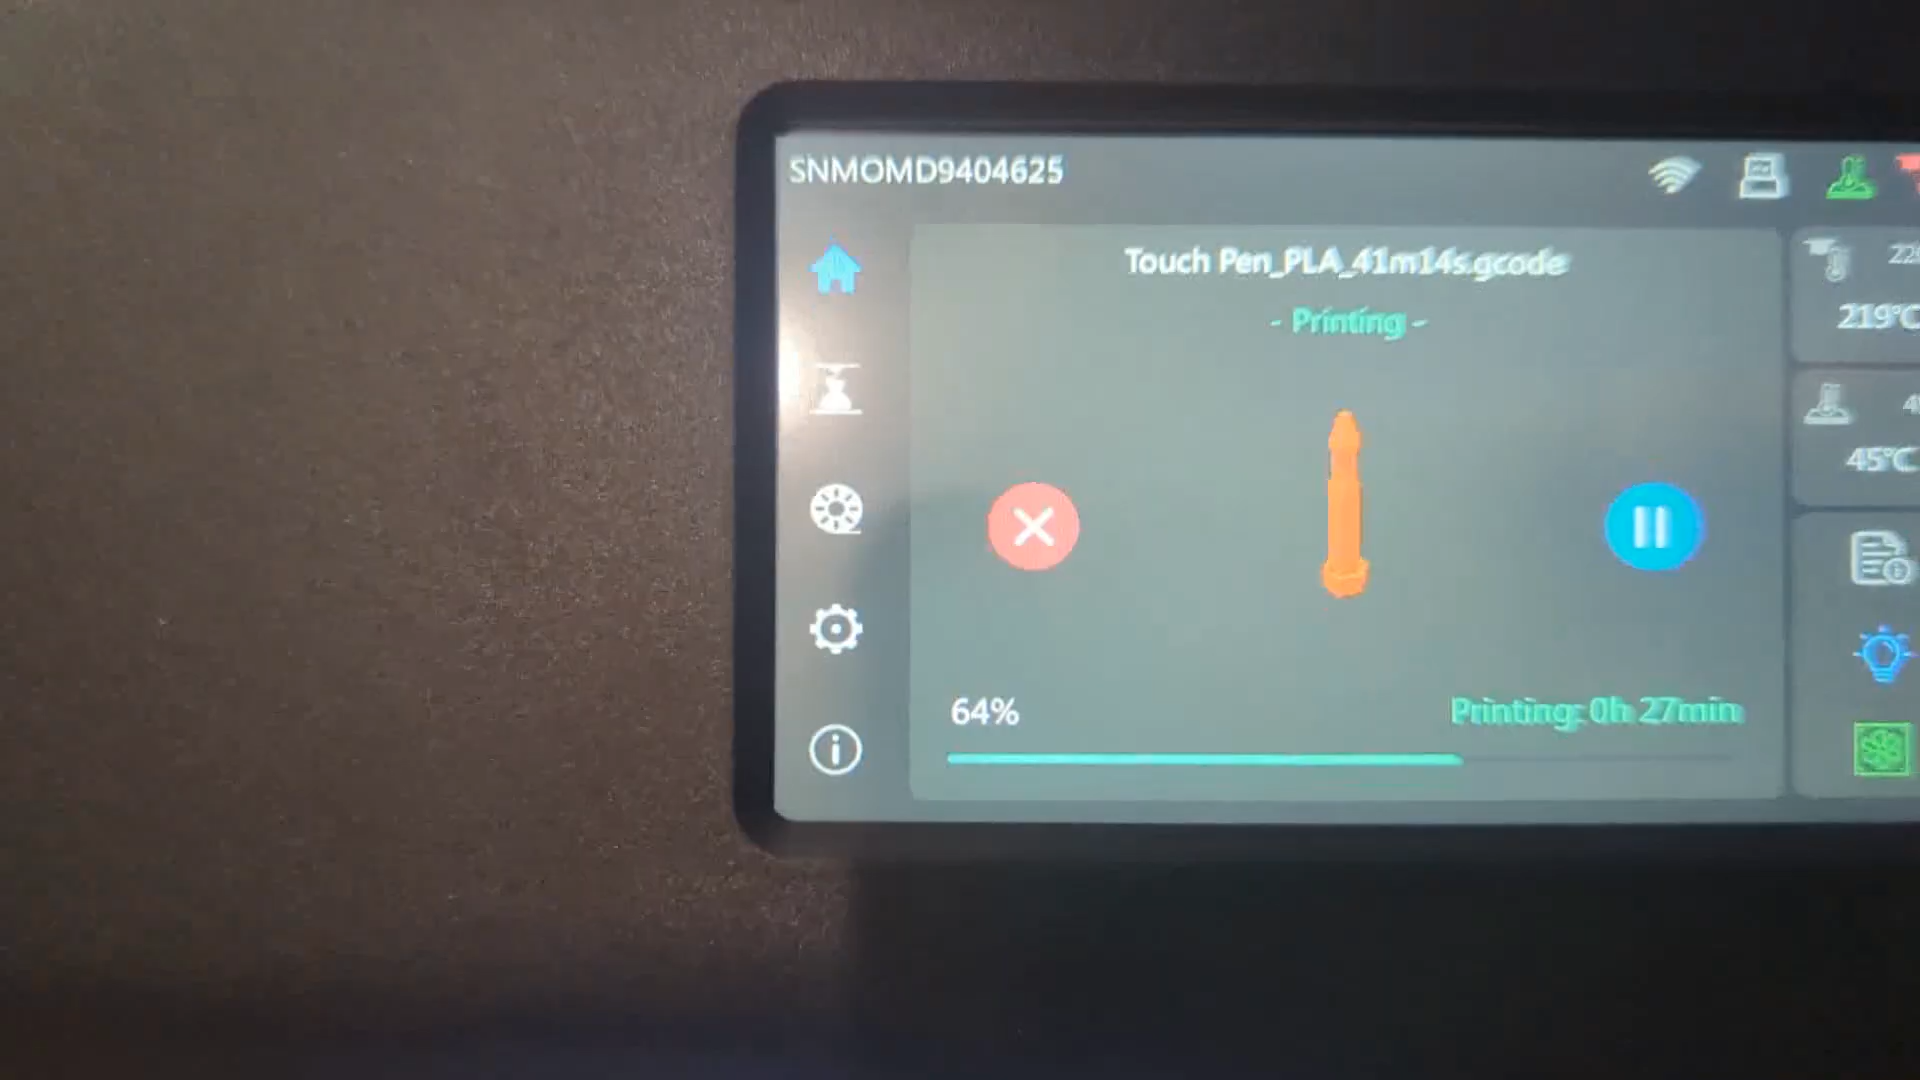 SNMOMD9404625
Touch Pen_PLA_41m14s.gcode
- Printing -
219°C
45°C
64%
Printing: 0h 27min